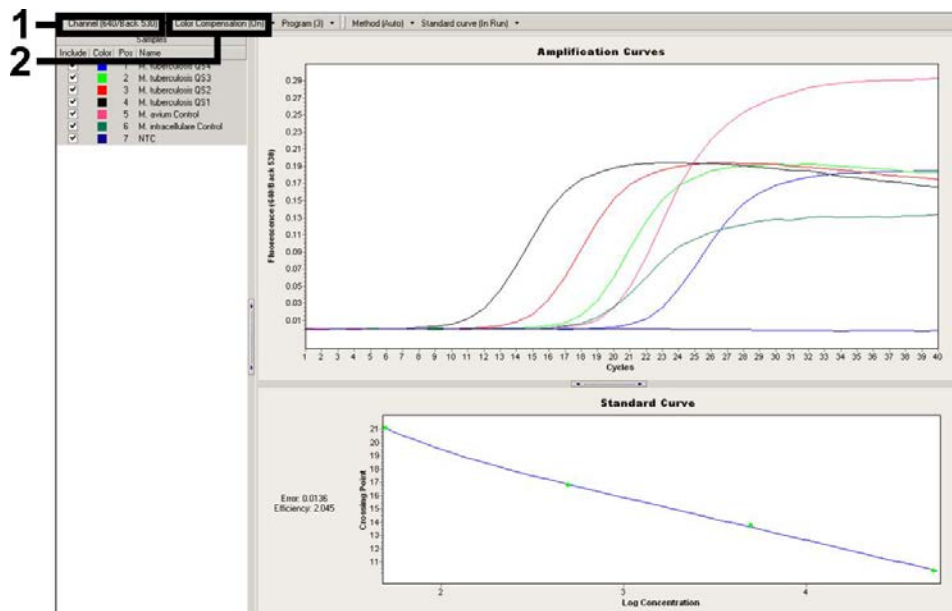 1
Channel (640/Back 530) Color Compensation (On) Program (3) Method (Auto) Standard curve (In Run)
2
Samples
Include Color Pos Name
1 M. tuberculosis QS4
2 M. tuberculosis QS3
3 M. tuberculosis QS2
4 M. tuberculosis QS1
5 M. avium Control
6 M. intracellulare Control
7 NTC
Amplification Curves
Fluorescence (640/Back 530)
0.29
0.27
0.25
0.23
0.21
0.19
0.17
0.15
0.13
0.11
0.09
0.07
0.05
0.03
0.01
1 2 3 4 5 6 7 8 9 10 11 12 13 14 15 16 17 18 19 20 21 22 23 24 25 26 27 28 29 30 31 32 33 34 35 36 37 38 39 40
Cycles
Standard Curve
Error: 0.0136
Efficiency: 2.045
Crossing Point
21
20
19
18
17
16
15
14
13
12
11
2 3 4
Log Concentration